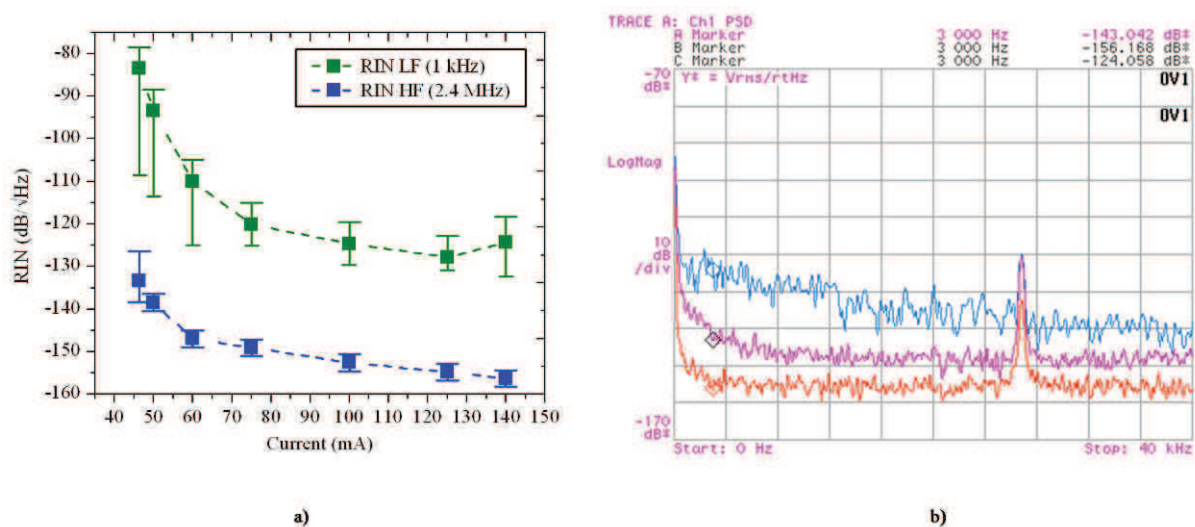 -80
-90
-100
-110
-120
-130
-140
-150
-160
RIN (dB/√Hz)
RIN LF (1 kHz)
RIN HF (2.4 MHz)
40 50 60 70 80 90 100 110 120 130 140 150
Current (mA)
a)
TRACE A: Ch1 PSD
A Marker 3 000 Hz -143.042 dB*
B Marker 3 000 Hz -156.168 dB*
C Marker 3 000 Hz -124.058 dB*
-70
dB*
Y* = Vrms/rtHz
0V1
0V1
LogMag
10
dB
/div
-170
dB*
Start: 0 Hz Stop: 40 kHz
b)